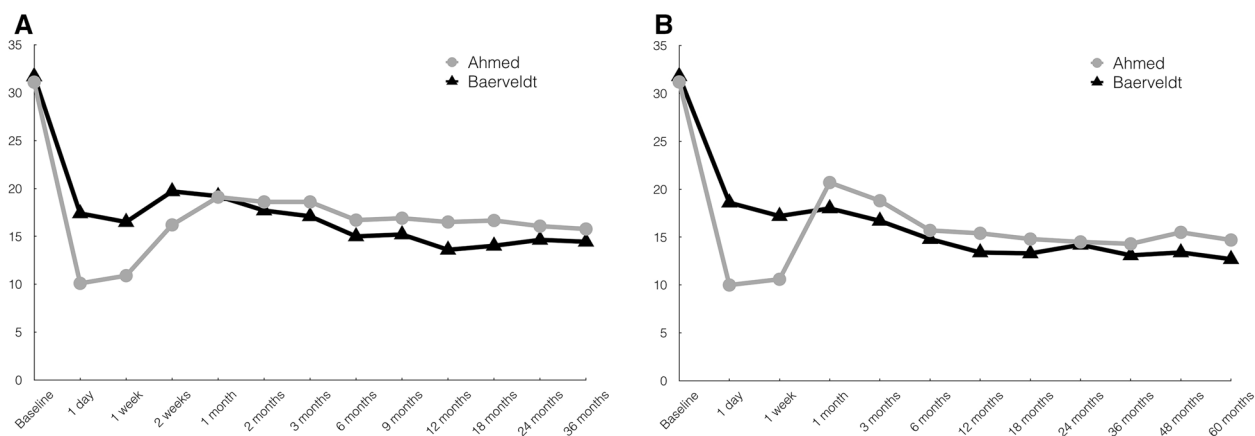 A
35
30
25
20
15
10
5
0
Ahmed
Baerveldt
Baseline
1 day
1 week
2 weeks
1 month
2 months
3 months
6 months
9 months
12 months
18 months
24 months
36 months
B
35
30
25
20
15
10
5
0
Ahmed
Baerveldt
Baseline
1 day
1 week
1 month
3 months
6 months
12 months
18 months
24 months
36 months
48 months
60 months